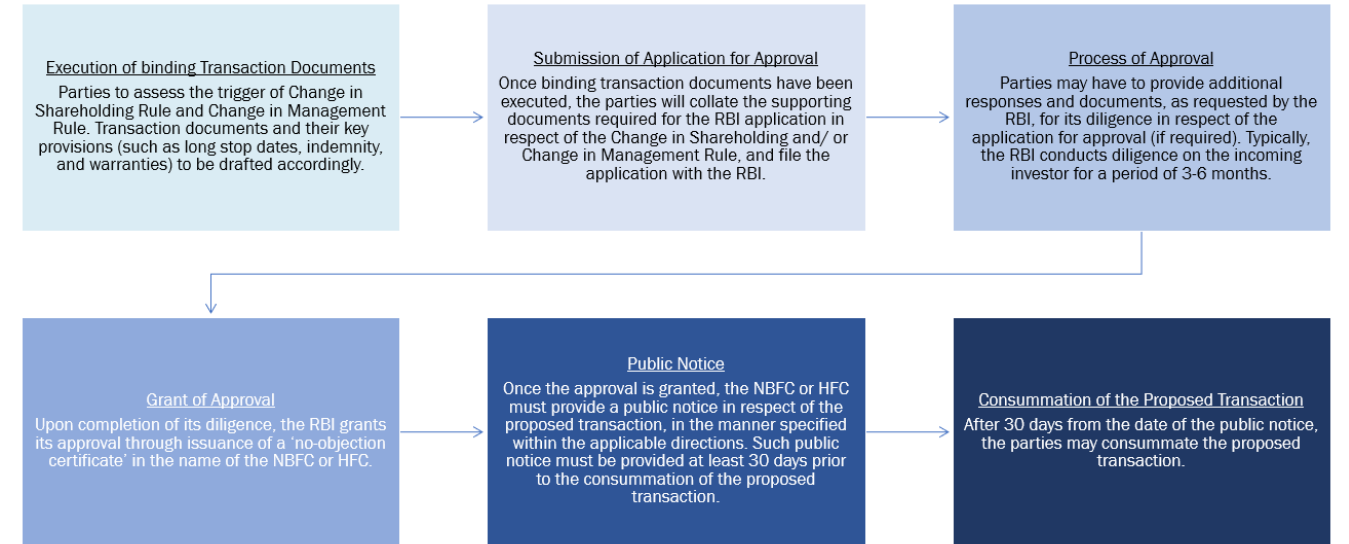 Execution of binding Transaction Documents
Parties to assess the trigger of Change in
Shareholding Rule and Change in Management
Rule. Transaction documents and their key
provisions (such as long stop dates, indemnity,
and warranties) to be drafted accordingly.
Submission of Application for Approval
Once binding transaction documents have been
executed, the parties will collate the supporting
documents required for the RBI application in
respect of the Change in Shareholding and/ or
Change in Management Rule, and file the
application with the RBI.
Process of Approval
Parties may have to provide additional
responses and documents, as requested by the
RBI, for its diligence in respect of the
application for approval (if required). Typically,
the RBI conducts diligence on the incoming
investor for a period of 3-6 months.
Grant of Approval
Upon completion of its diligence, the RBI grants
its approval through issuance of a ‘no-objection
certificate’ in the name of the NBFC or HFC.
Public Notice
Once the approval is granted, the NBFC or HFC
must provide a public notice in respect of the
proposed transaction, in the manner specified
within the applicable directions. Such public
notice must be provided at least 30 days prior
to the consummation of the proposed
transaction.
Consummation of the Proposed Transaction
After 30 days from the date of the public notice,
the parties may consummate the proposed
transaction.